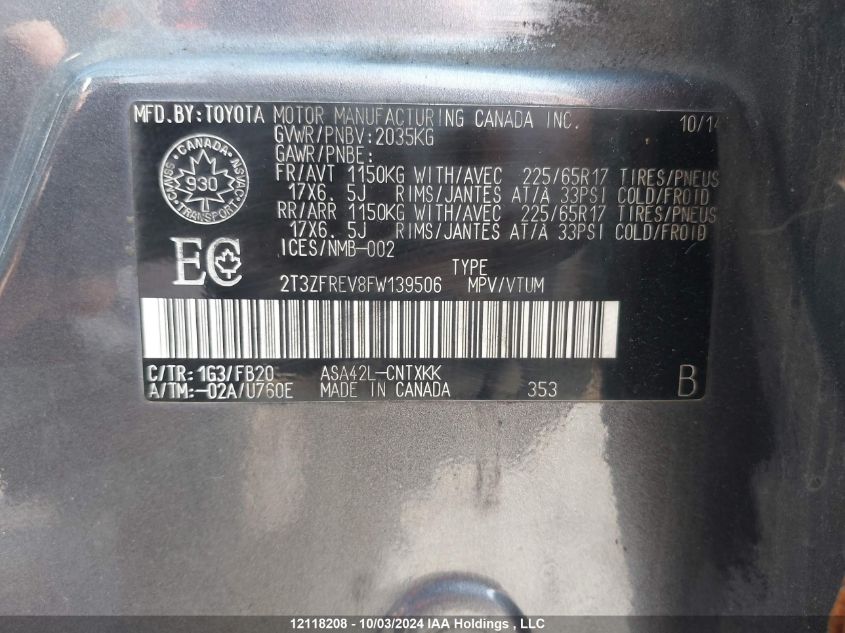 MFD.BY:TOYOTA MOTOR MANUFACTURING CANADA INC. 10/14
GVWR/PNBV:2035KG
GAWR/PNBE:
FR/AVT 1150KG WITH/AVEC 225/65R17 TIRES/PNEUS
17X6.5J RIMS/JANTES AT/À 33PSI COLD/FROID
RR/ARR 1150KG WITH/AVEC 225/65R17 TIRES/PNEUS
17X6.5J RIMS/JANTES AT/À 33PSI COLD/FROID
CANADA
CMVSS NSVAC
930
TRANSPORT
EC
ICES/NMB-002
TYPE
2T3ZFREV8FW139506 MPV/VTUM
C/TR:1G3/FB20 ASA42L-CNTXKK
A/TM:-02A/U760E MADE IN CANADA 353 B
12118208 - 10/03/2024 IAA Holdings , LLC